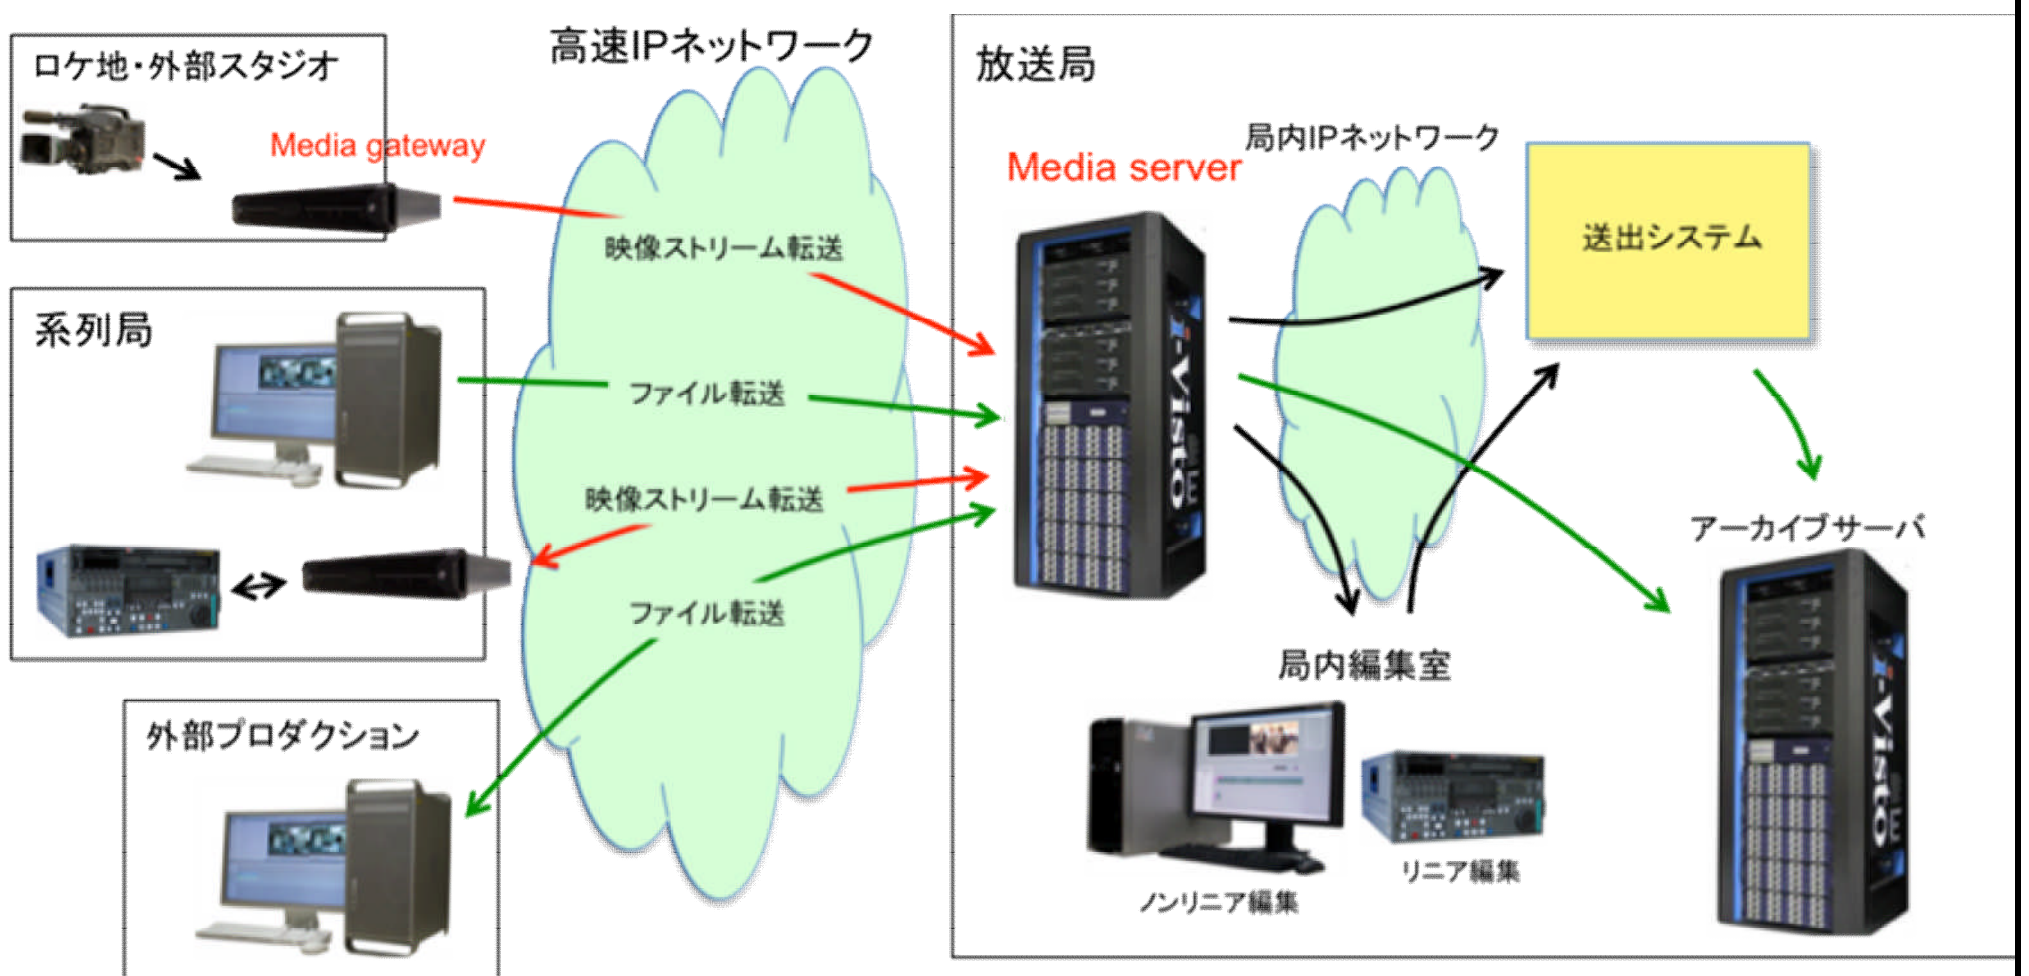 ロケ地・外部スタジオ
Media gateway
高速IPネットワーク
映像ストリーム転送
系列局
ファイル転送
映像ストリーム転送
ファイル転送
外部プロダクション
放送局
Media server
局内IPネットワーク
送出システム
i-Visto
アーカイブサーバ
i-Visto
局内編集室
ノンリニア編集
リニア編集